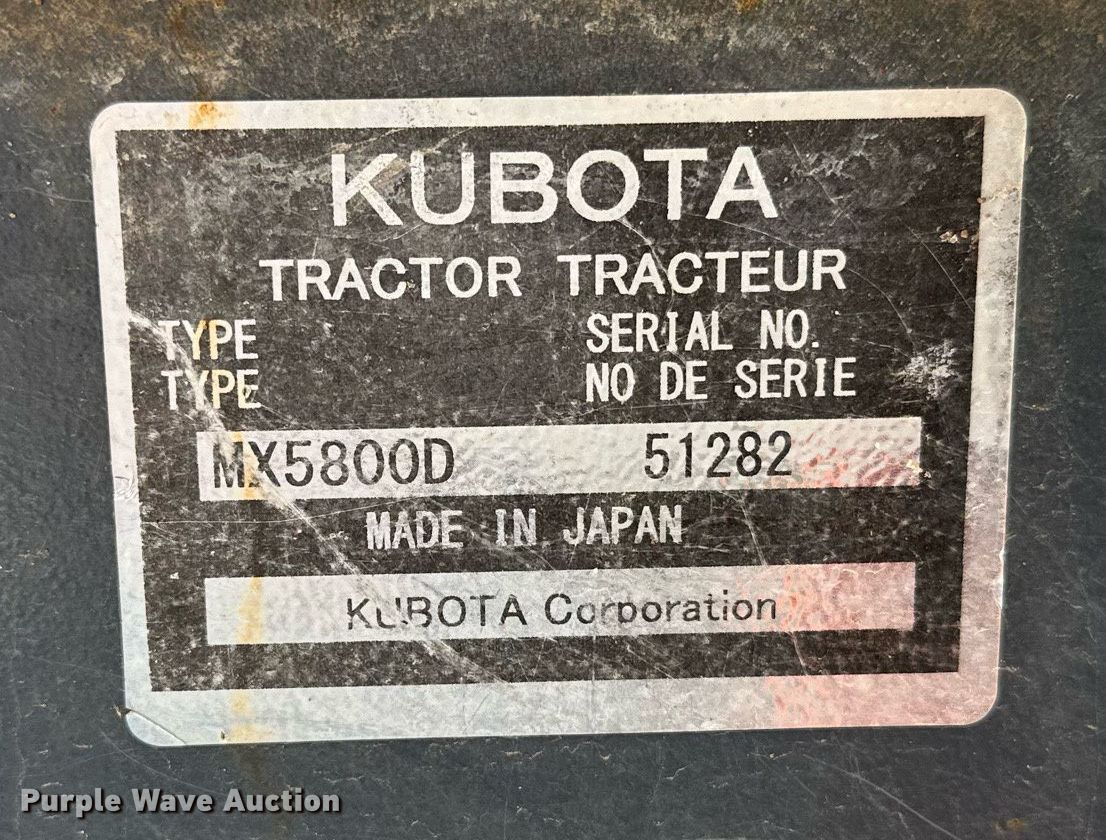 KUBOTA
TRACTOR TRACTEUR
TYPE SERIAL NO.
TYPE NO DE SERIE
MX5800D 51282
MADE IN JAPAN
KUBOTA Corporation
Purple Wave Auction